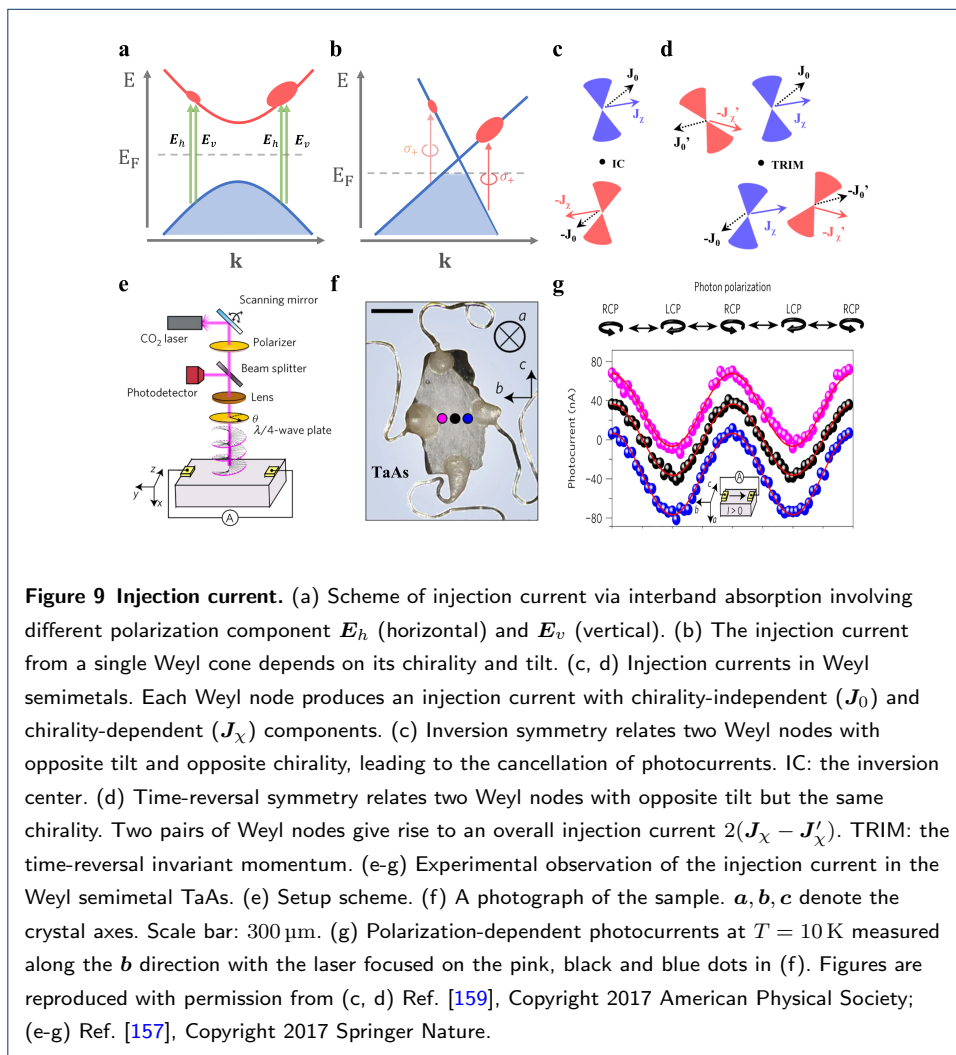 a
b
c
d
E
E_F
E_h
E_v
E_h
E_v
k
E
E_F
σ₊
σ₊
k
J₀
J_χ
IC
-J_χ
-J₀
J₀
-J_χ'
J_χ
J₀'
TRIM
-J₀'
-J₀
J_χ
-J_χ'
e
Scanning mirror
CO₂ laser
Polarizer
Beam splitter
Photodetector
Lens
θ
λ/4-wave plate
z
y
x
A
f
a
c
b
TaAs
g
Photon polarization
RCP LCP RCP LCP RCP
Photocurrent (nA)
80
40
0
−40
−80
A
c
b
a
I > 0
Figure 9 Injection current. (a) Scheme of injection current via interband absorption involving
different polarization component E_h (horizontal) and E_v (vertical). (b) The injection current
from a single Weyl cone depends on its chirality and tilt. (c, d) Injection currents in Weyl
semimetals. Each Weyl node produces an injection current with chirality-independent (J₀) and
chirality-dependent (J_χ) components. (c) Inversion symmetry relates two Weyl nodes with
opposite tilt and opposite chirality, leading to the cancellation of photocurrents. IC: the inversion
center. (d) Time-reversal symmetry relates two Weyl nodes with opposite tilt but the same
chirality. Two pairs of Weyl nodes give rise to an overall injection current 2(J_χ − J'_χ). TRIM: the
time-reversal invariant momentum. (e-g) Experimental observation of the injection current in the
Weyl semimetal TaAs. (e) Setup scheme. (f) A photograph of the sample. a, b, c denote the
crystal axes. Scale bar: 300 μm. (g) Polarization-dependent photocurrents at T = 10 K measured
along the b direction with the laser focused on the pink, black and blue dots in (f). Figures are
reproduced with permission from (c, d) Ref. [159], Copyright 2017 American Physical Society;
(e-g) Ref. [157], Copyright 2017 Springer Nature.